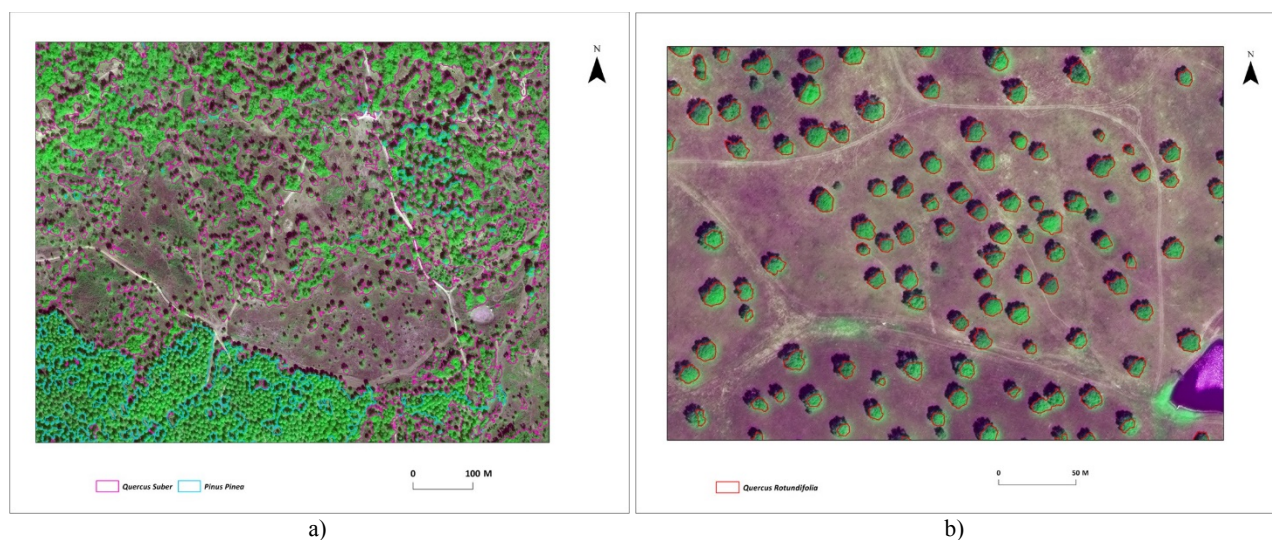 N
Quercus Suber Pinus Pinea
0 100 M
a)
N
Quercus Rotundifolia
0 50 M
b)